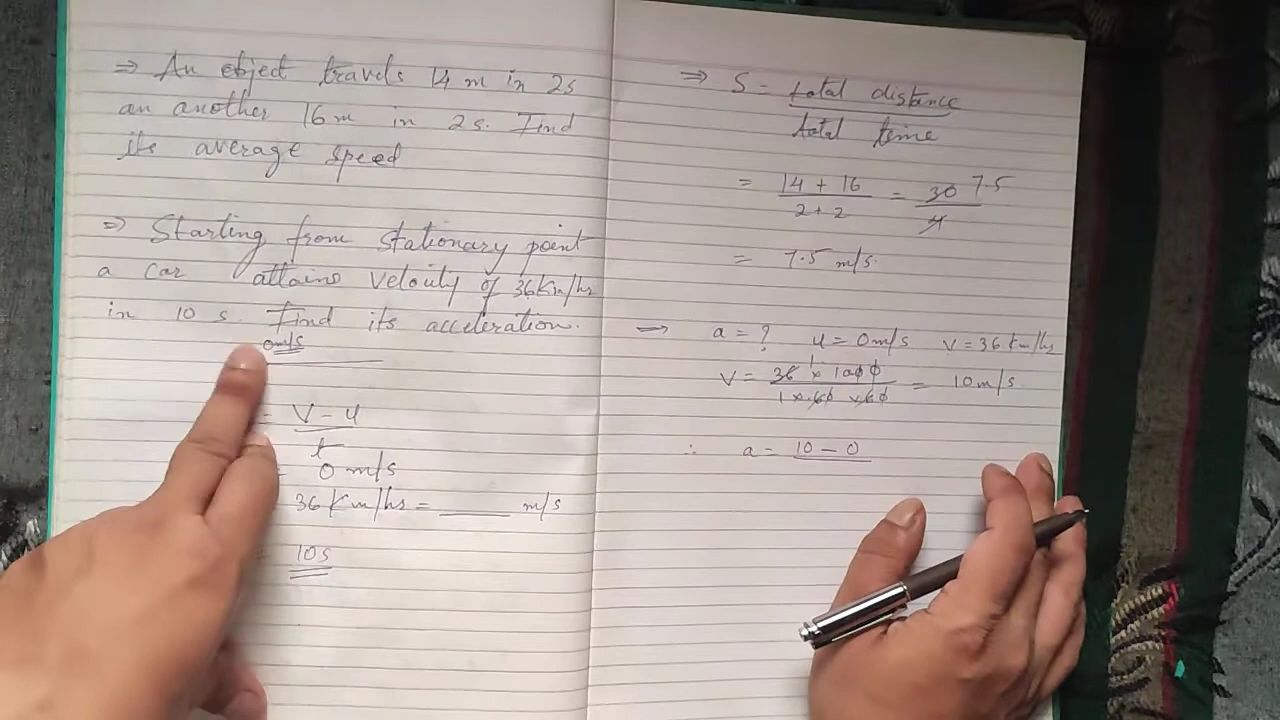 ⇒ An object travels 14 m in 2s
an another 16m in 2s. Find
its average speed
⇒ Starting from stationary point
a car attains velocity of 36Km/hr
in 10 s. Find its acceleration.
0m/s
= V - u
t
= 0 m/s
36 Km/hr = ____ m/s
10s
⇒ S = total distance
total time
= 14 + 16 = 30 7.5
2+2 4
= 7.5 m/s.
→ a = ? u = 0m/s V = 36 km/hr
V = 36 x 1000 = 10m/s.
1 x 60 x 60
∴ a = 10 - 0